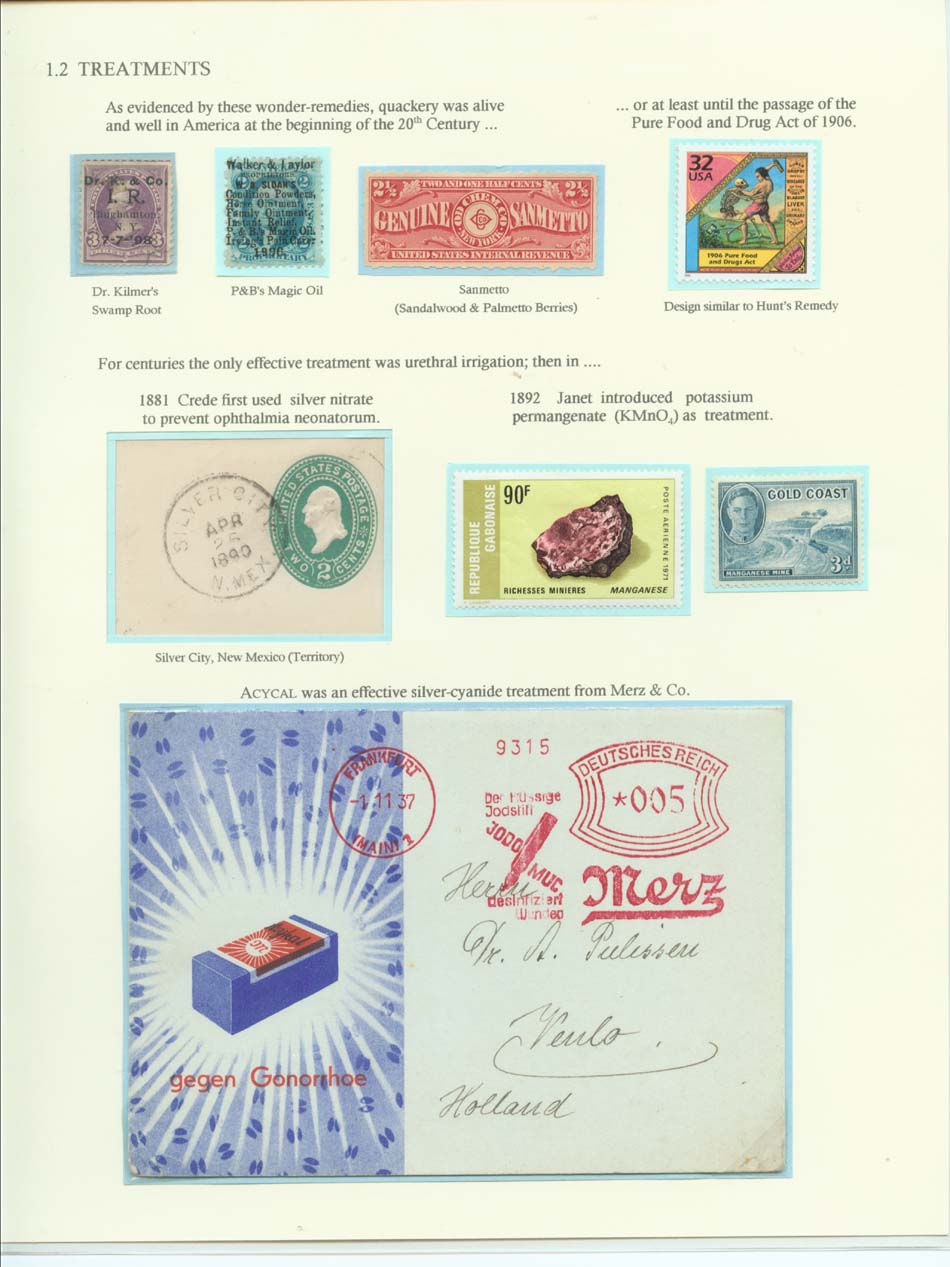 1.2 TREATMENTS
As evidenced by these wonder-remedies, quackery was alive
and well in America at the beginning of the 20th Century ...
... or at least until the passage of the
Pure Food and Drug Act of 1906.
Dr. K. & Co.
I. R.
Binghamton,
N. Y.
7-7-'98
Walker & Taylor
PROPRIETORS
W. B. SLOAN'S
Condition Powders,
Horse Ointment,
Family Ointment,
Instant Relief,
P & B's Magic Oil,
1898
PROPRIETARY
2½ TWO AND ONE HALF CENTS 2½
GENUINE OD CHEM. CO. NEW YORK. SANMETTO
UNITED STATES INTERNAL REVENUE
32
USA
LIVER
1906 Pure Food
and Drugs Act
Dr. Kilmer's
Swamp Root
P&B's Magic Oil
Sanmetto
(Sandalwood & Palmetto Berries)
Design similar to Hunt's Remedy
For centuries the only effective treatment was urethral irrigation; then in ....
1881 Crede first used silver nitrate
to prevent ophthalmia neonatorum.
1892 Janet introduced potassium
permangenate (KMnO4) as treatment.
SILVER CITY
APR
1890
N. MEX.
UNITED STATES POSTAGE
TWO 2 CENTS
REPUBLIQUE
GABONAISE
90F
POSTE AERIENNE 1971
RICHESSES MINIERES MANGANESE
GOLD COAST
3d
MANGANESE MINE
Silver City, New Mexico (Territory)
ACYCAL was an effective silver-cyanide treatment from Merz & Co.
9315
FRANKFURT
-1.11.37
(MAIN) 1
DEUTSCHES REICH
*005
Der flüssige
Jodstift
JODO MUC
desinfiziert
Wunden
Merz
gegen Gonorrhoe
Herrn
Dr. A. Pulissen
Venlo.
Holland